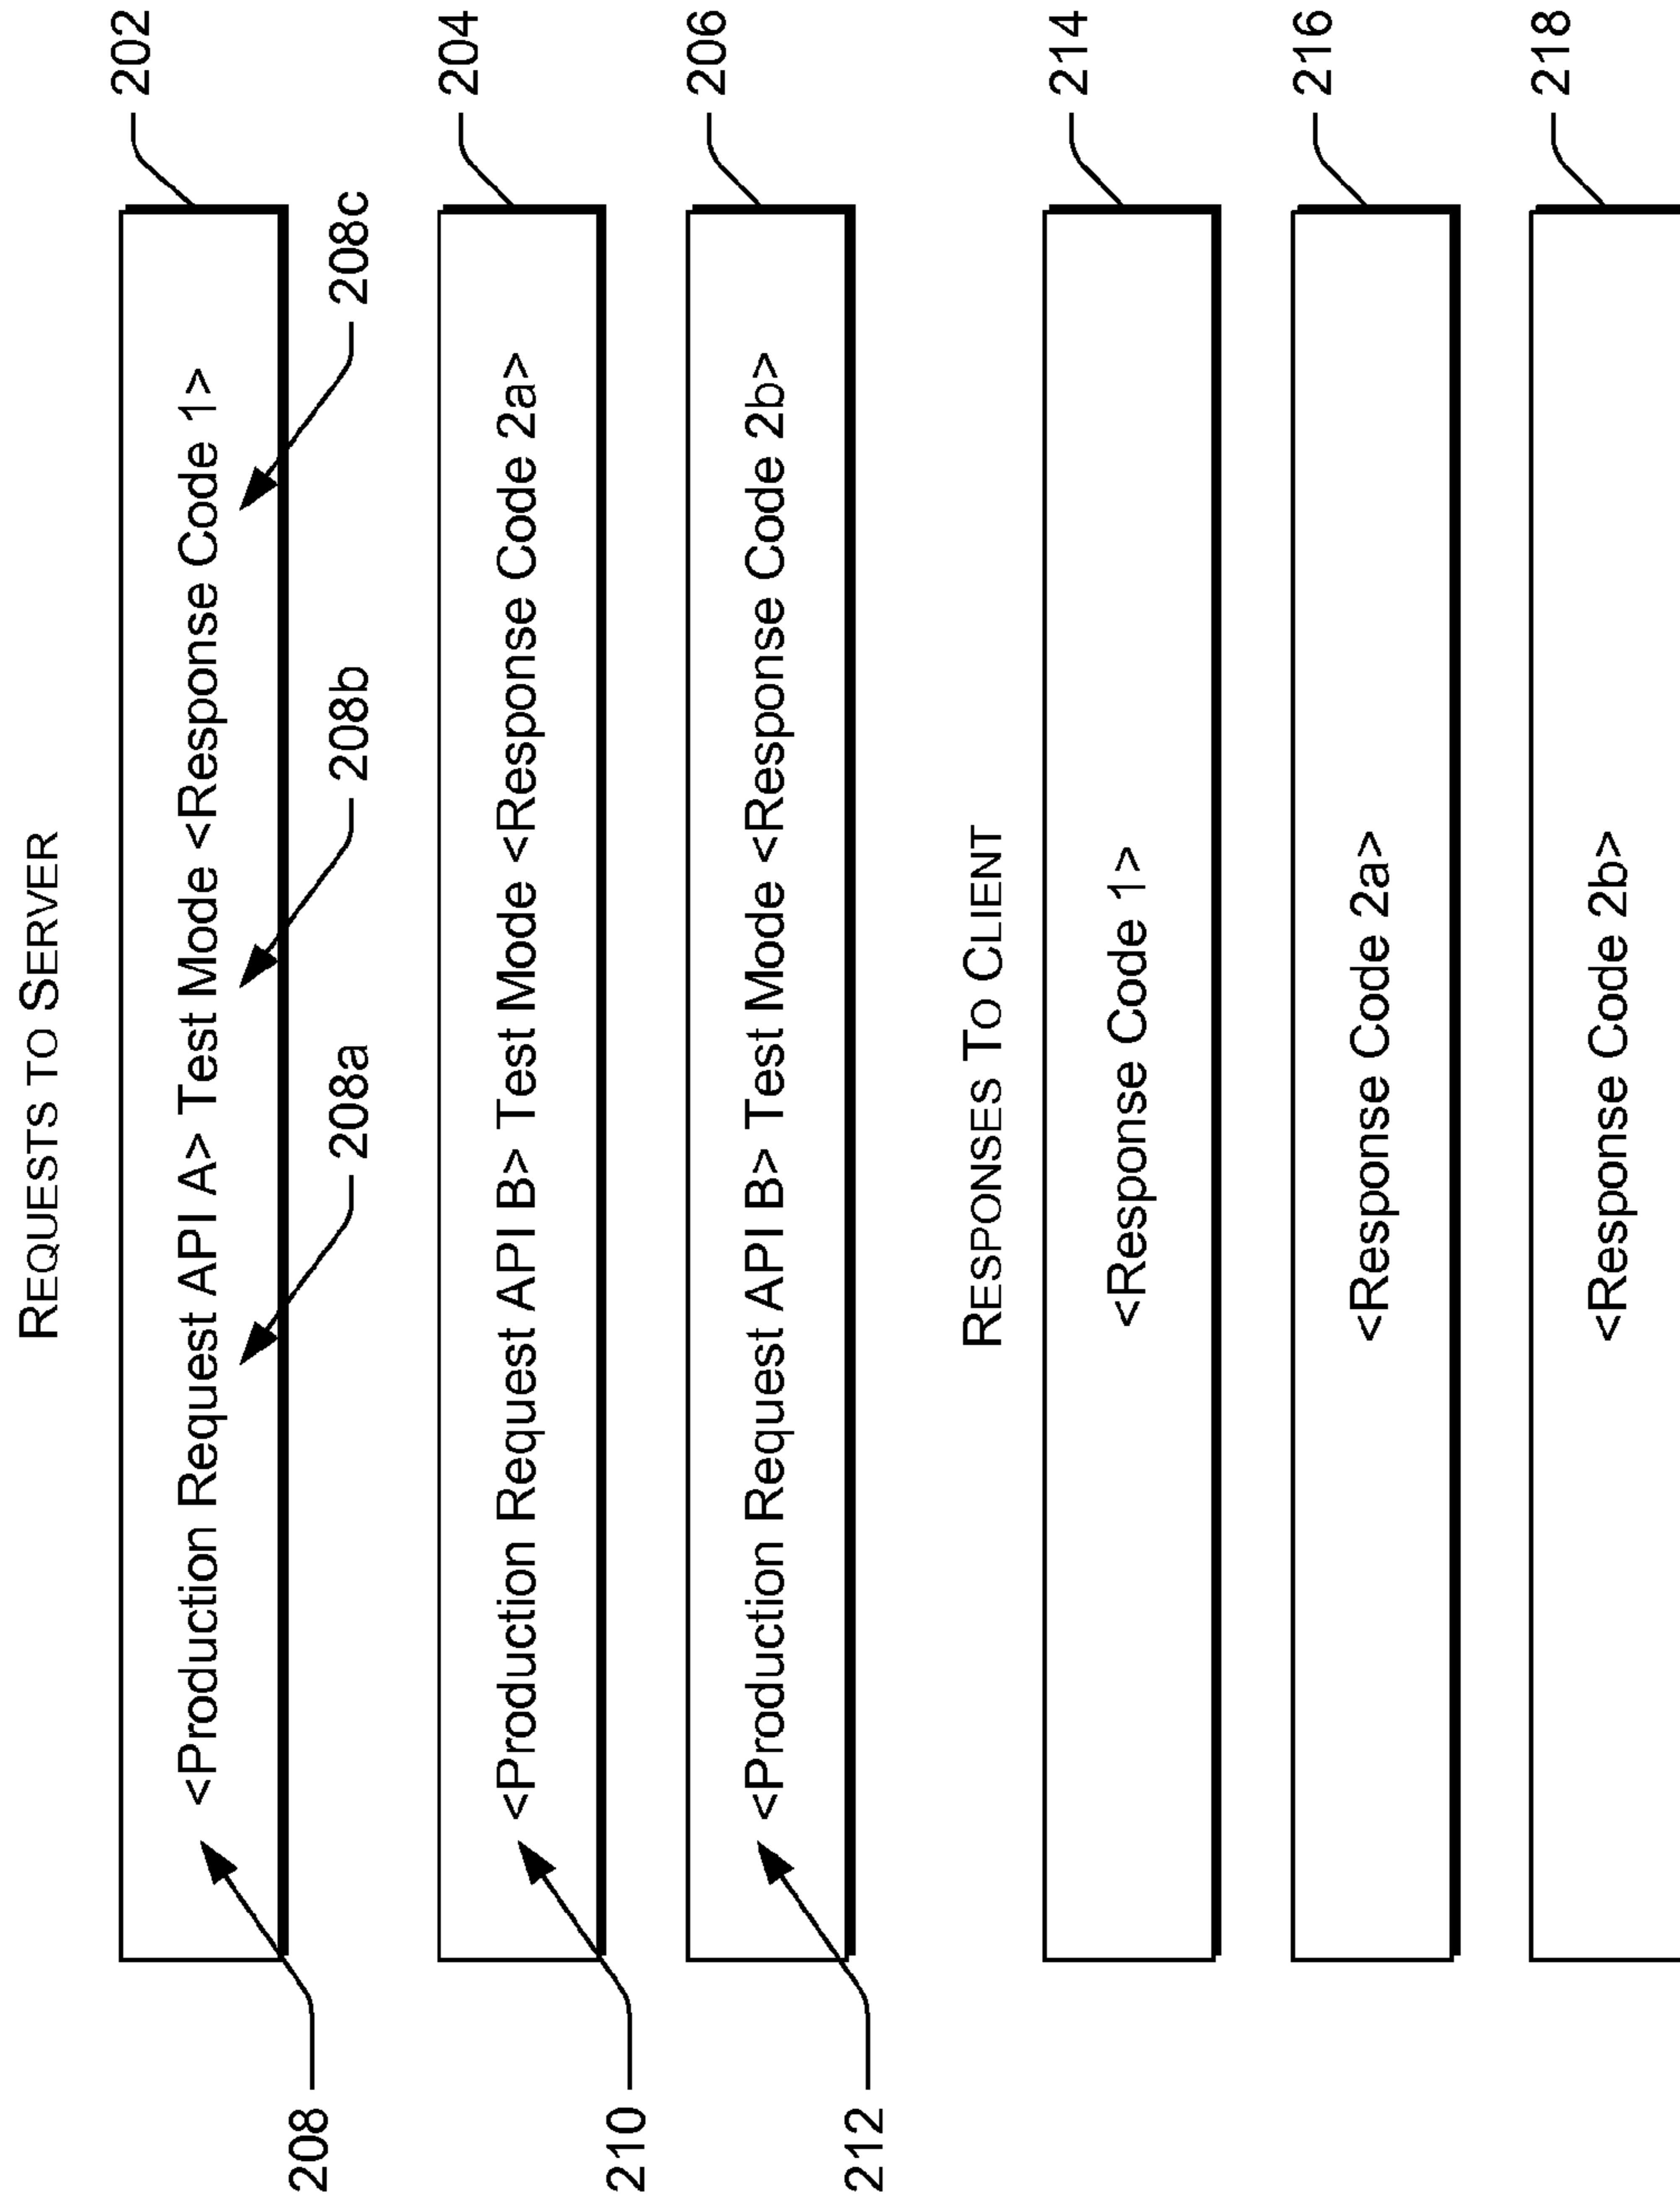 REQUESTS TO SERVER
202
<Production Request API A> Test Mode <Response Code 1>
208
208a
208b
208c
204
<Production Request API B> Test Mode <Response Code 2a>
210
206
<Production Request API B> Test Mode <Response Code 2b>
212
RESPONSES TO CLIENT
214
<Response Code 1>
216
<Response Code 2a>
218
<Response Code 2b>